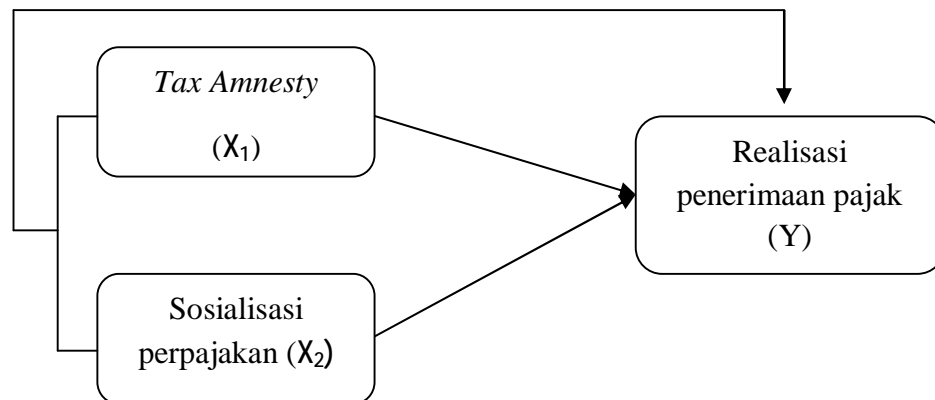 Tax Amnesty
(X₁)
Realisasi
penerimaan pajak
(Y)
Sosialisasi
perpajakan (X₂)